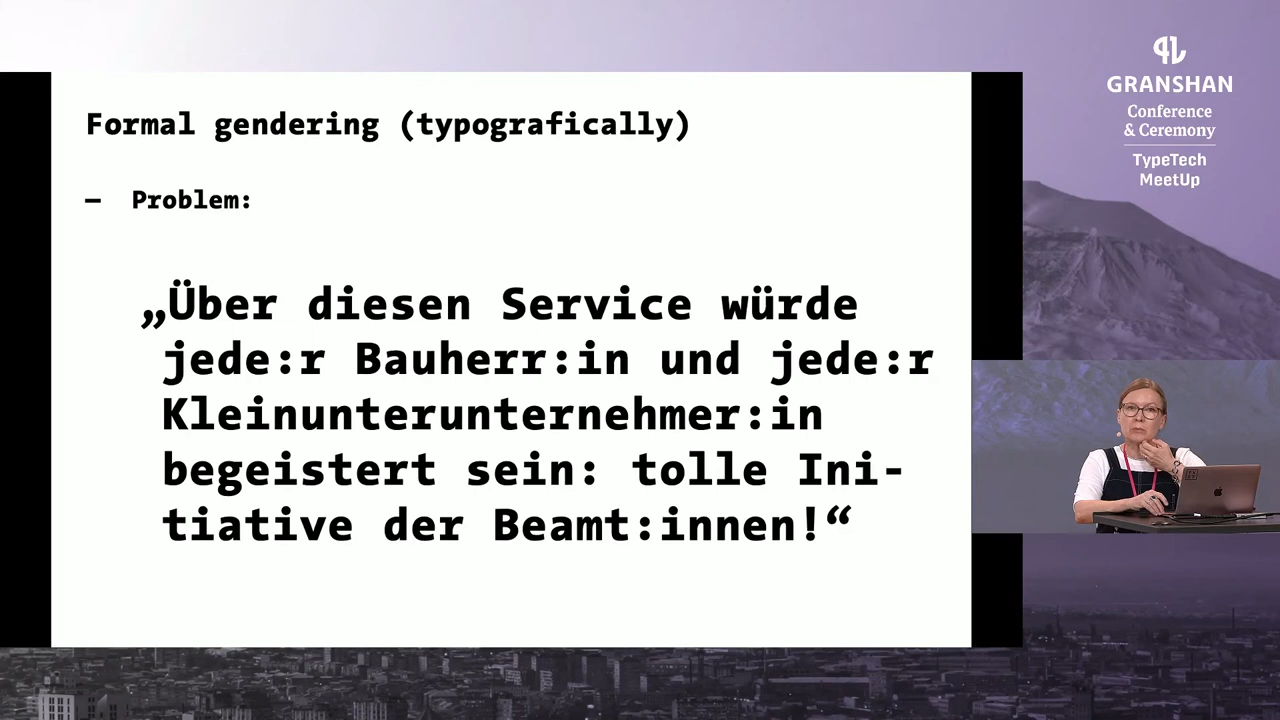 Formal gendering (typografically)
– Problem:
„Über diesen Service würde
jede:r Bauherr:in und jede:r
Kleinunterunternehmer:in
begeistert sein: tolle Ini-
tiative der Beamt:innen!“
GRANSHAN
Conference
& Ceremony
TypeTech
MeetUp